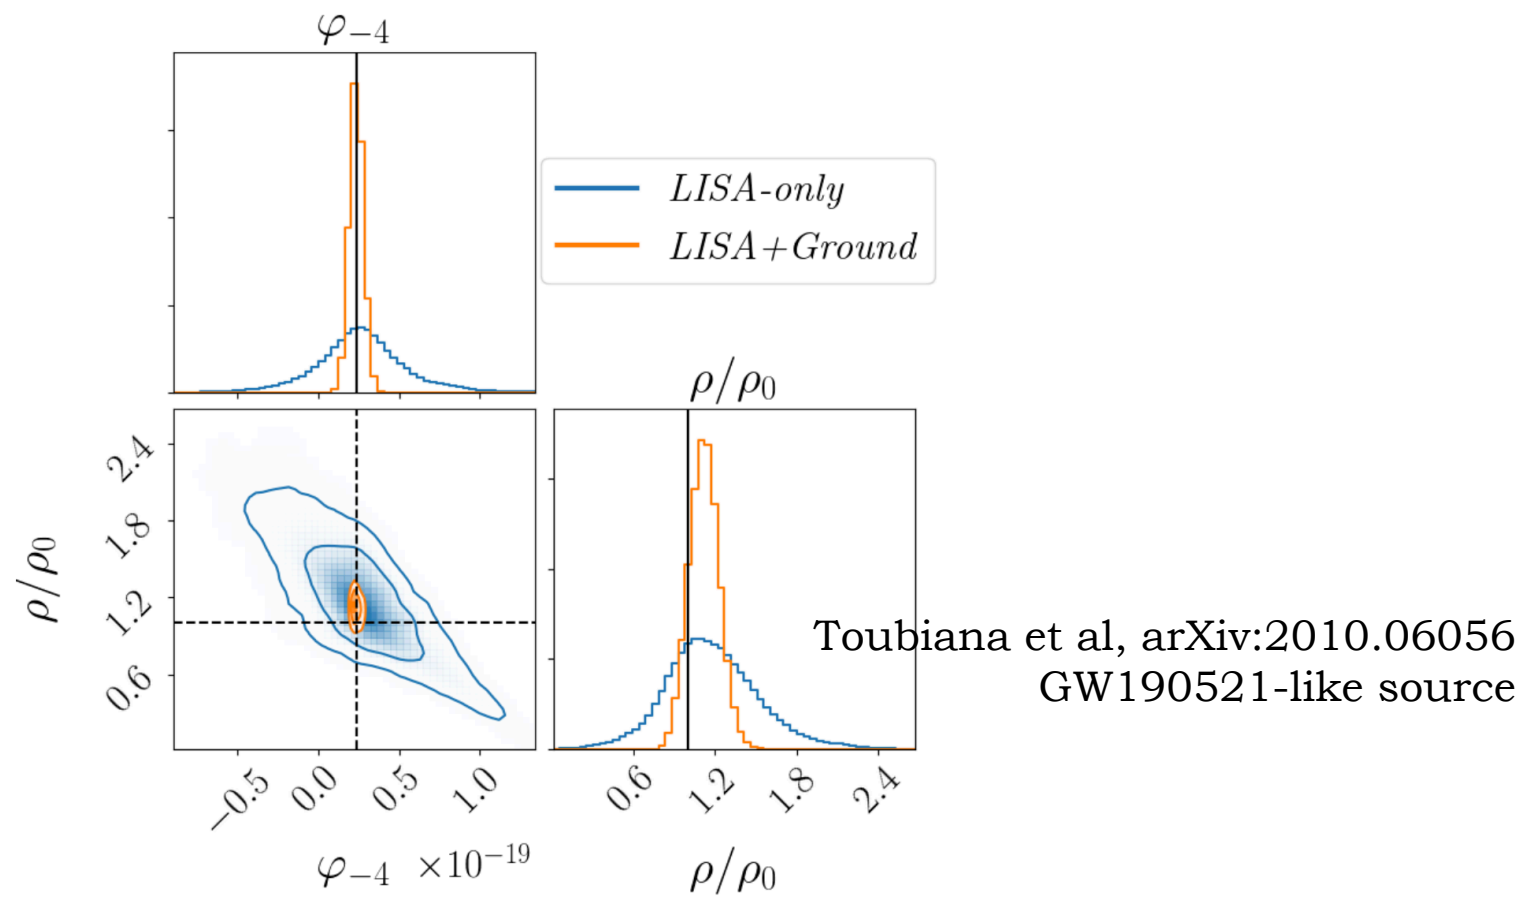 φ₋₄
LISA-only
LISA+Ground
ρ/ρ₀
2.4
1.8
1.2
0.6
ρ/ρ₀
Toubiana et al, arXiv:2010.06056
GW190521-like source
−0.5 0.0 0.5 1.0
0.6 1.2 1.8 2.4
φ₋₄ ×10⁻¹⁹
ρ/ρ₀